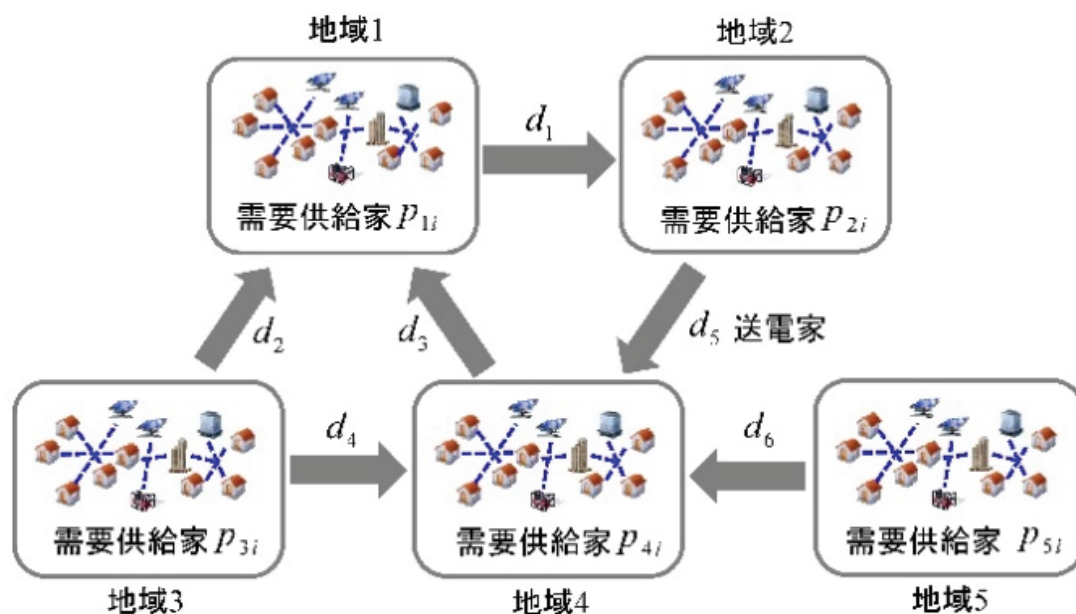 地域1
地域2
d₁
需要供給家 p₁ᵢ
需要供給家 p₂ᵢ
d₂
d₃
d₅ 送電家
d₄
d₆
需要供給家 p₃ᵢ
需要供給家 p₄ᵢ
需要供給家 p₅ᵢ
地域3
地域4
地域5